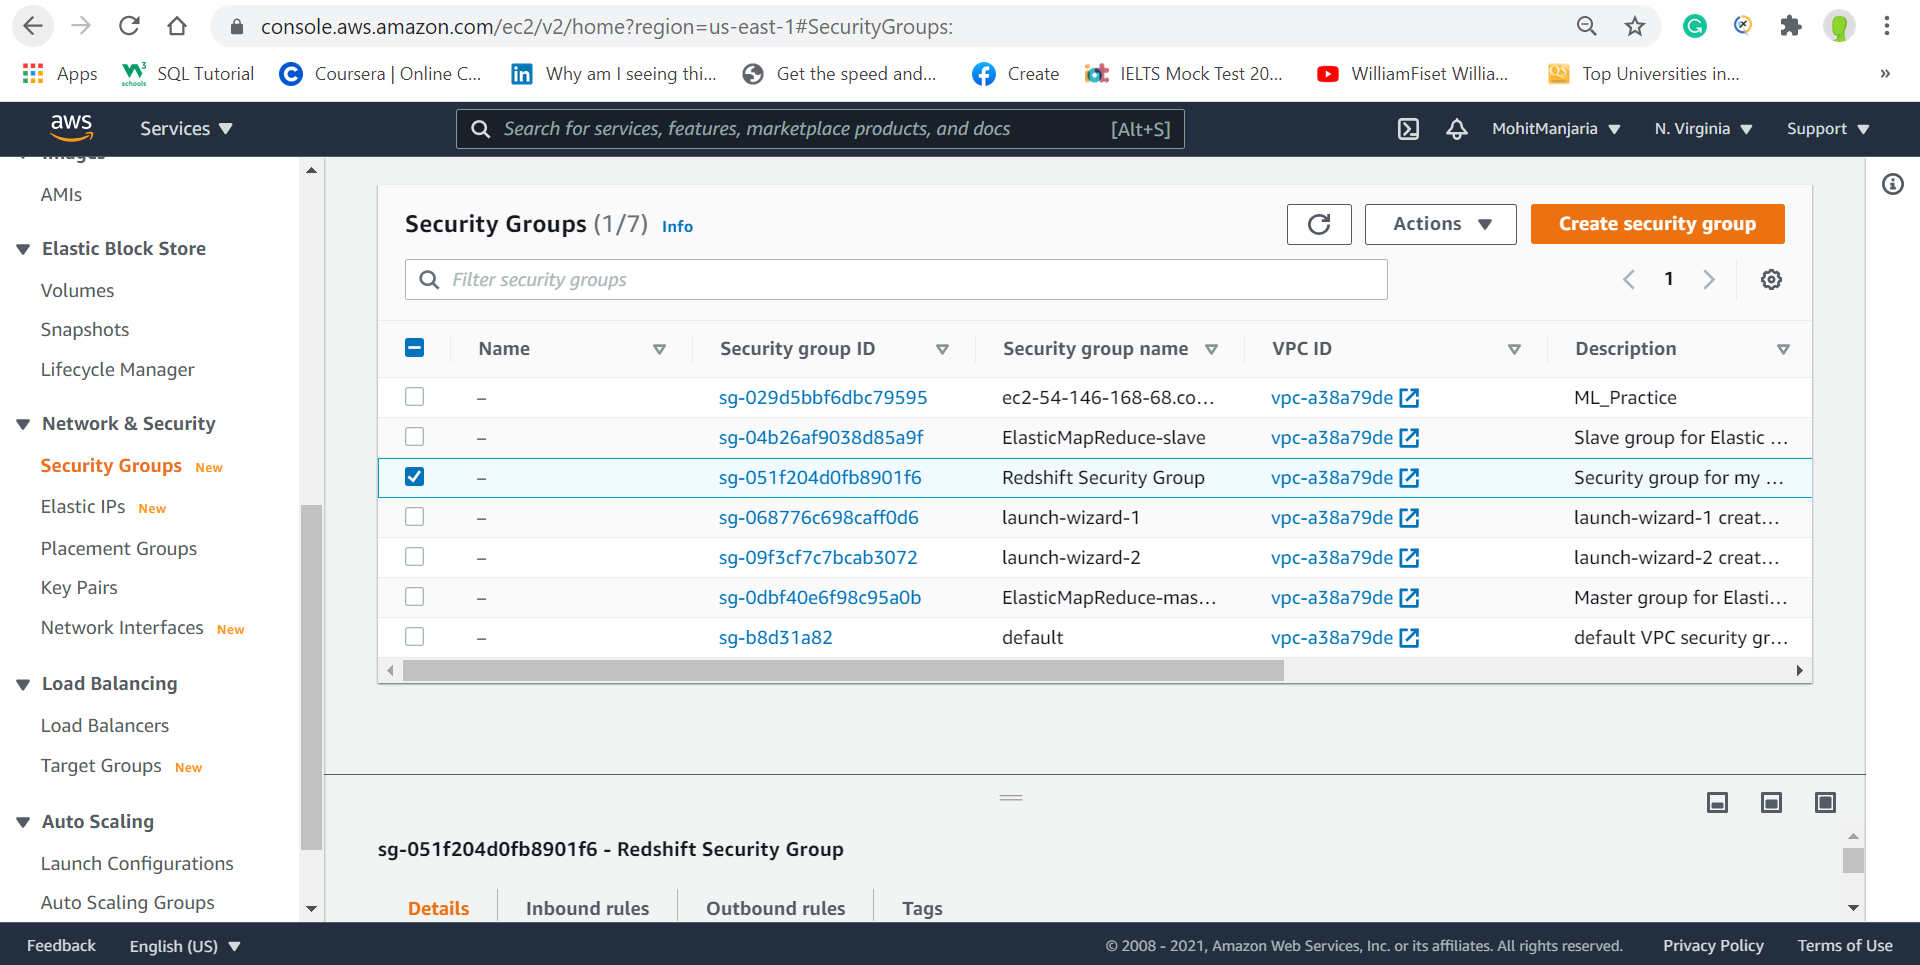 console.aws.amazon.com/ec2/v2/home?region=us-east-1#SecurityGroups:
Apps
SQL Tutorial
Coursera | Online C...
Why am I seeing thi...
Get the speed and...
Create
IELTS Mock Test 20...
WilliamFiset Willia...
Top Universities in...
»
aws
Services
Search for services, features, marketplace products, and docs
[Alt+S]
MohitManjaria
N. Virginia
Support
Images
AMIs
Elastic Block Store
Volumes
Snapshots
Lifecycle Manager
Network & Security
Security Groups New
Elastic IPs New
Placement Groups
Key Pairs
Network Interfaces New
Load Balancing
Load Balancers
Target Groups New
Auto Scaling
Launch Configurations
Auto Scaling Groups
Security Groups (1/7) Info
Actions
Create security group
Filter security groups
1
Name Security group ID Security group name VPC ID Description
– sg-029d5bbf6dbc79595 ec2-54-146-168-68.co... vpc-a38a79de ML_Practice
– sg-04b26af9038d85a9f ElasticMapReduce-slave vpc-a38a79de Slave group for Elastic ...
– sg-051f204d0fb8901f6 Redshift Security Group vpc-a38a79de Security group for my ...
– sg-068776c698caff0d6 launch-wizard-1 vpc-a38a79de launch-wizard-1 creat...
– sg-09f3cf7c7bcab3072 launch-wizard-2 vpc-a38a79de launch-wizard-2 creat...
– sg-0dbf40e6f98c95a0b ElasticMapReduce-mas... vpc-a38a79de Master group for Elasti...
– sg-b8d31a82 default vpc-a38a79de default VPC security gr...
sg-051f204d0fb8901f6 - Redshift Security Group
Details
Inbound rules
Outbound rules
Tags
Feedback
English (US)
© 2008 - 2021, Amazon Web Services, Inc. or its affiliates. All rights reserved.
Privacy Policy
Terms of Use